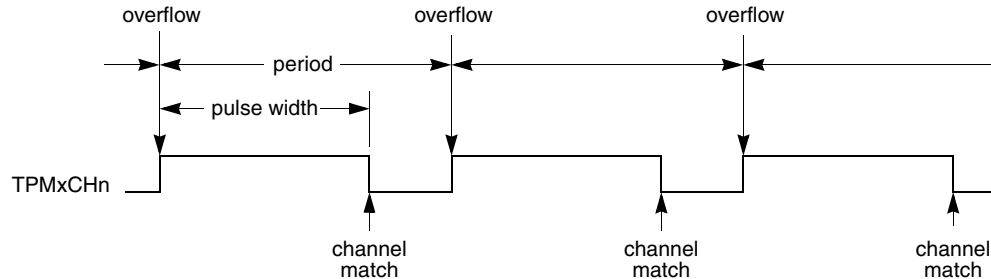 overflow
overflow
overflow
period
pulse width
TPMxCHn
channel
match
channel
match
channel
match